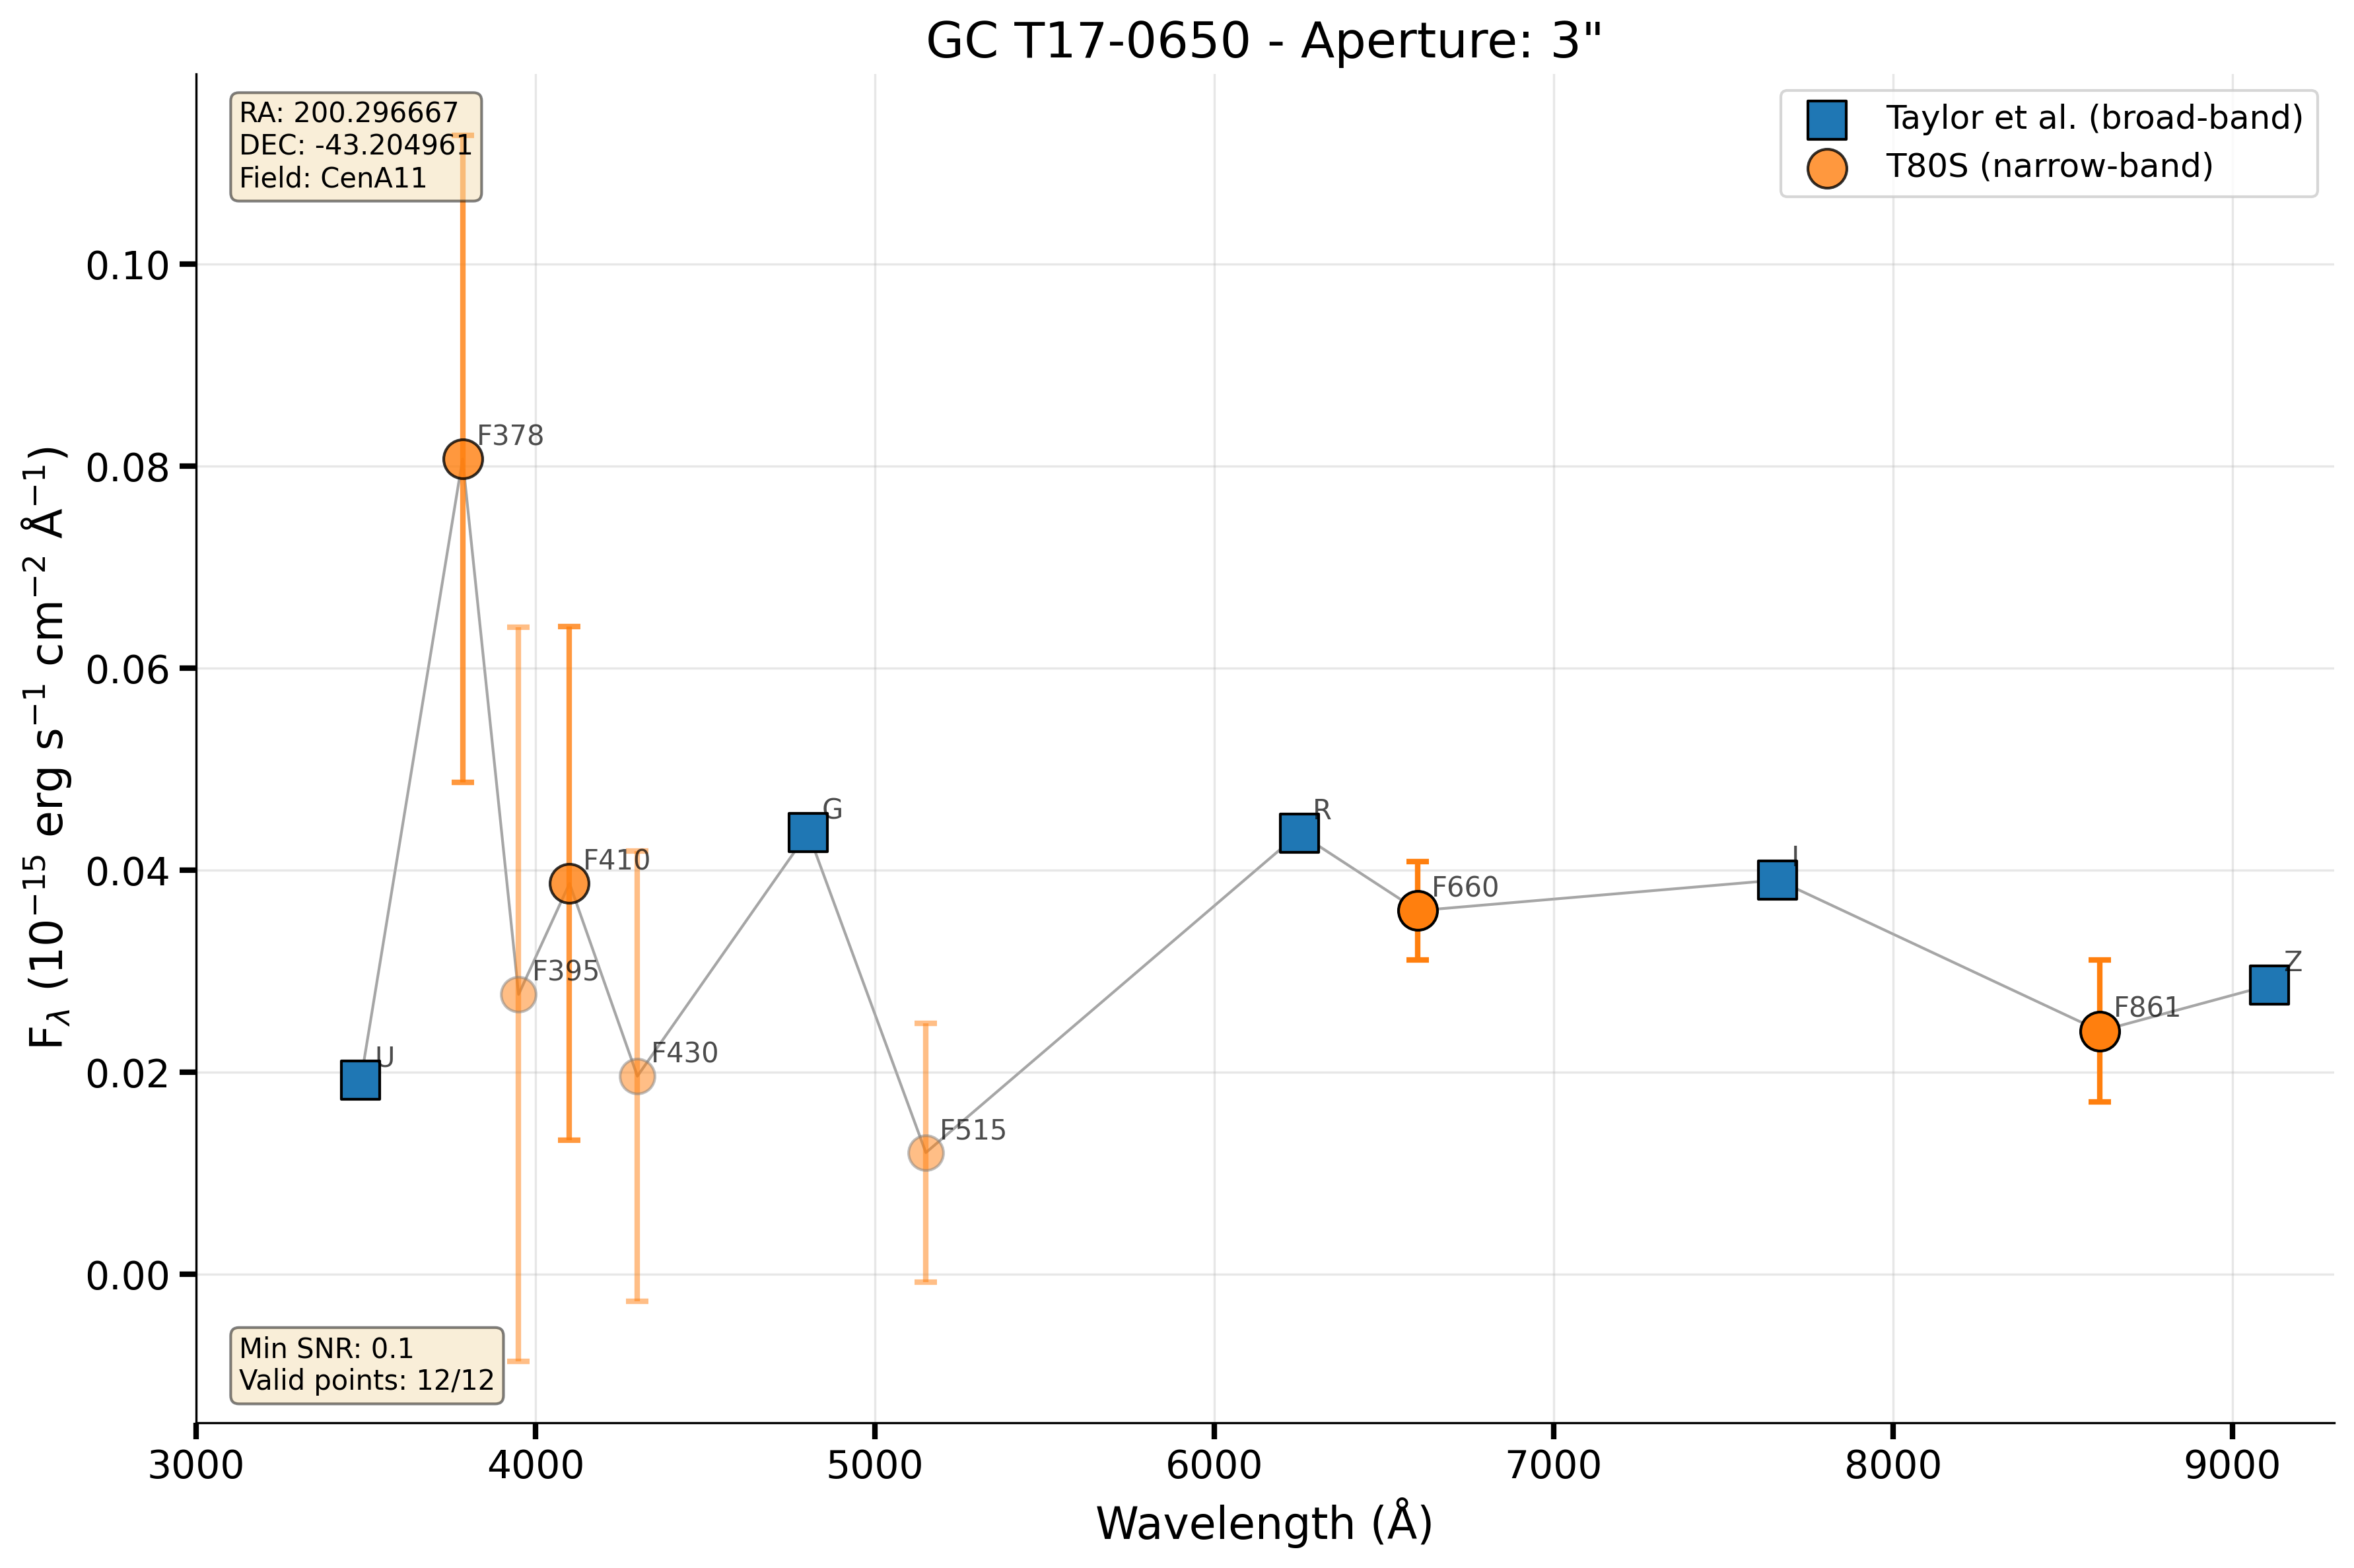 GC T17-0650 - Aperture: 3"
RA: 200.296667
DEC: -43.204961
Field: CenA11
Taylor et al. (broad-band)
T80S (narrow-band)
F_λ (10⁻¹⁵ erg s⁻¹ cm⁻² Å⁻¹)
0.10
0.08
0.06
0.04
0.02
0.00
F378
G
R
I
F410
F660
F395
Z
F861
U
F430
F515
Min SNR: 0.1
Valid points: 12/12
3000
4000
5000
6000
7000
8000
9000
Wavelength (Å)